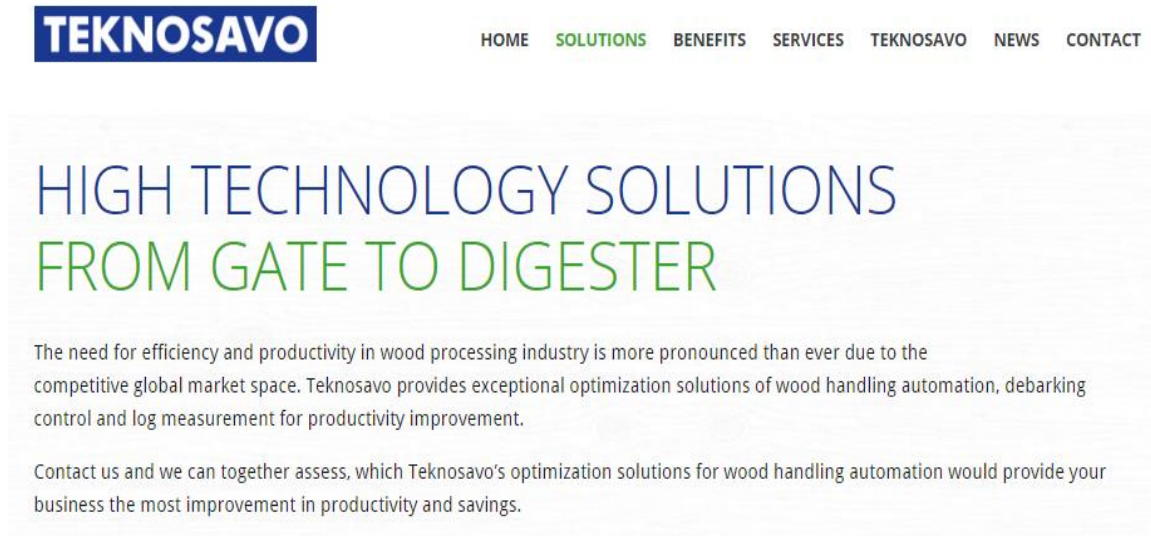 TEKNOSAVO
HOME SOLUTIONS BENEFITS SERVICES TEKNOSAVO NEWS CONTACT
HIGH TECHNOLOGY SOLUTIONS
FROM GATE TO DIGESTER
The need for efficiency and productivity in wood processing industry is more pronounced than ever due to the
competitive global market space. Teknosavo provides exceptional optimization solutions of wood handling automation, debarking
control and log measurement for productivity improvement.
Contact us and we can together assess, which Teknosavo’s optimization solutions for wood handling automation would provide your
business the most improvement in productivity and savings.